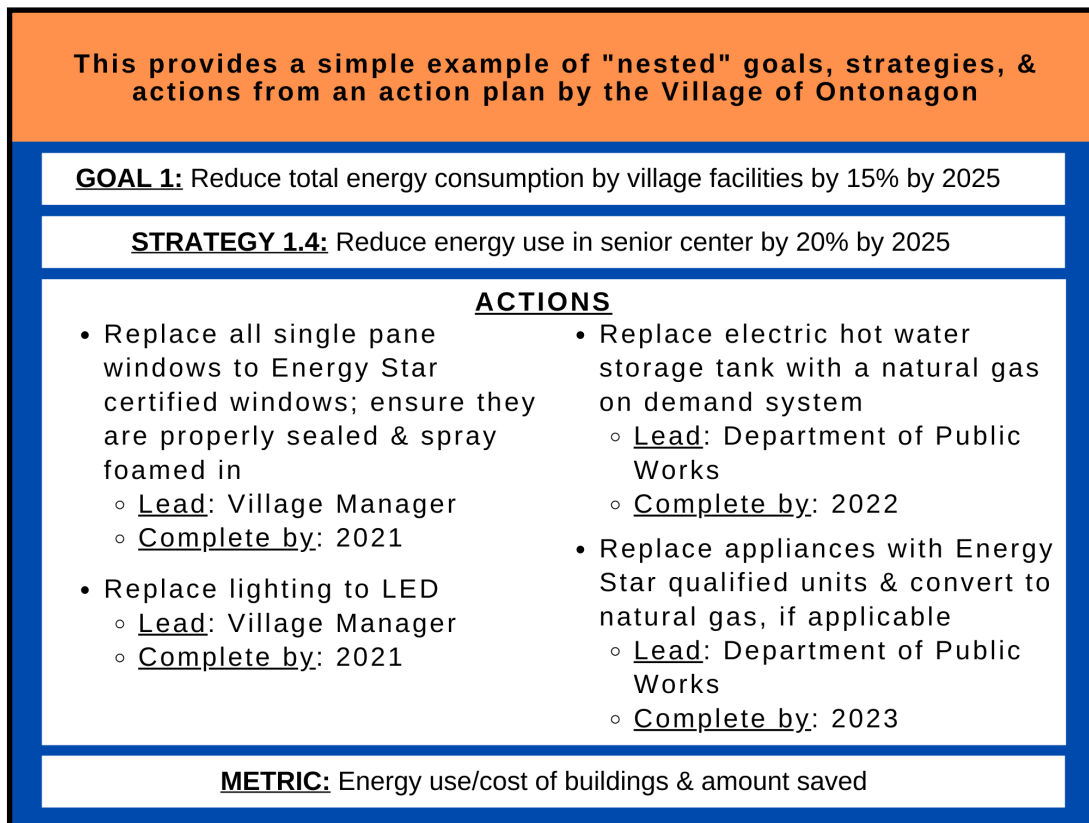 This provides a simple example of "nested" goals, strategies, &
actions from an action plan by the Village of Ontonagon
GOAL 1: Reduce total energy consumption by village facilities by 15% by 2025
STRATEGY 1.4: Reduce energy use in senior center by 20% by 2025
ACTIONS
• Replace all single pane
windows to Energy Star
certified windows; ensure they
are properly sealed & spray
foamed in
◦ Lead: Village Manager
◦ Complete by: 2021
• Replace lighting to LED
◦ Lead: Village Manager
◦ Complete by: 2021
• Replace electric hot water
storage tank with a natural gas
on demand system
◦ Lead: Department of Public
Works
◦ Complete by: 2022
• Replace appliances with Energy
Star qualified units & convert to
natural gas, if applicable
◦ Lead: Department of Public
Works
◦ Complete by: 2023
METRIC: Energy use/cost of buildings & amount saved